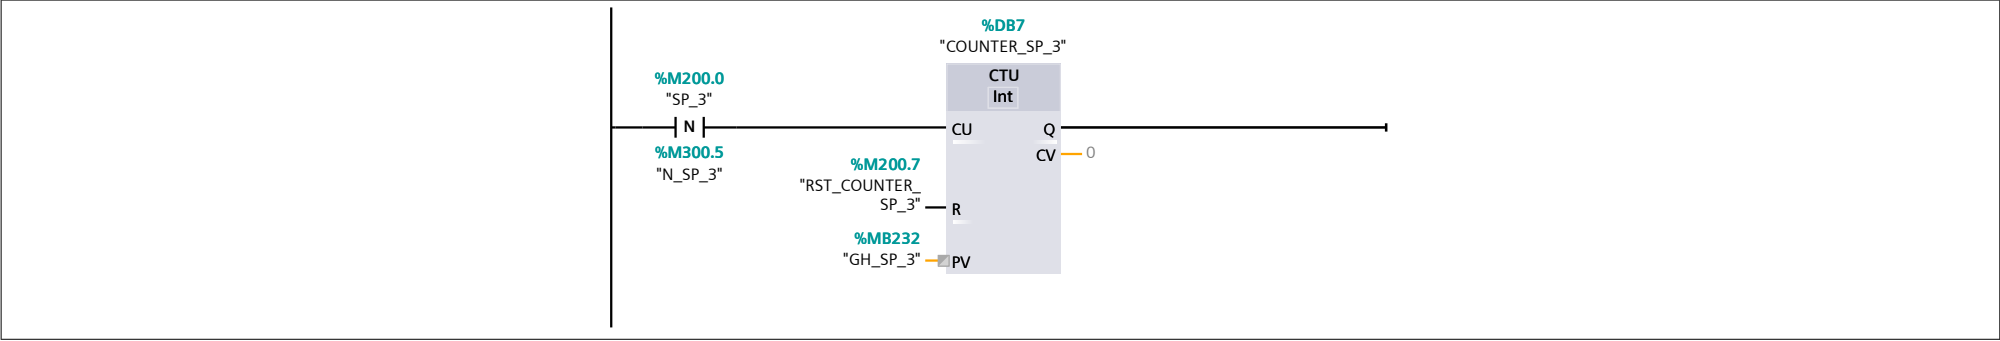 %DB7
"COUNTER_SP_3"
%M200.0
"SP_3"
N
%M300.5
"N_SP_3"
CTU
Int
CU
Q
CV
0
%M200.7
"RST_COUNTER_
SP_3"
R
%MB232
"GH_SP_3"
PV